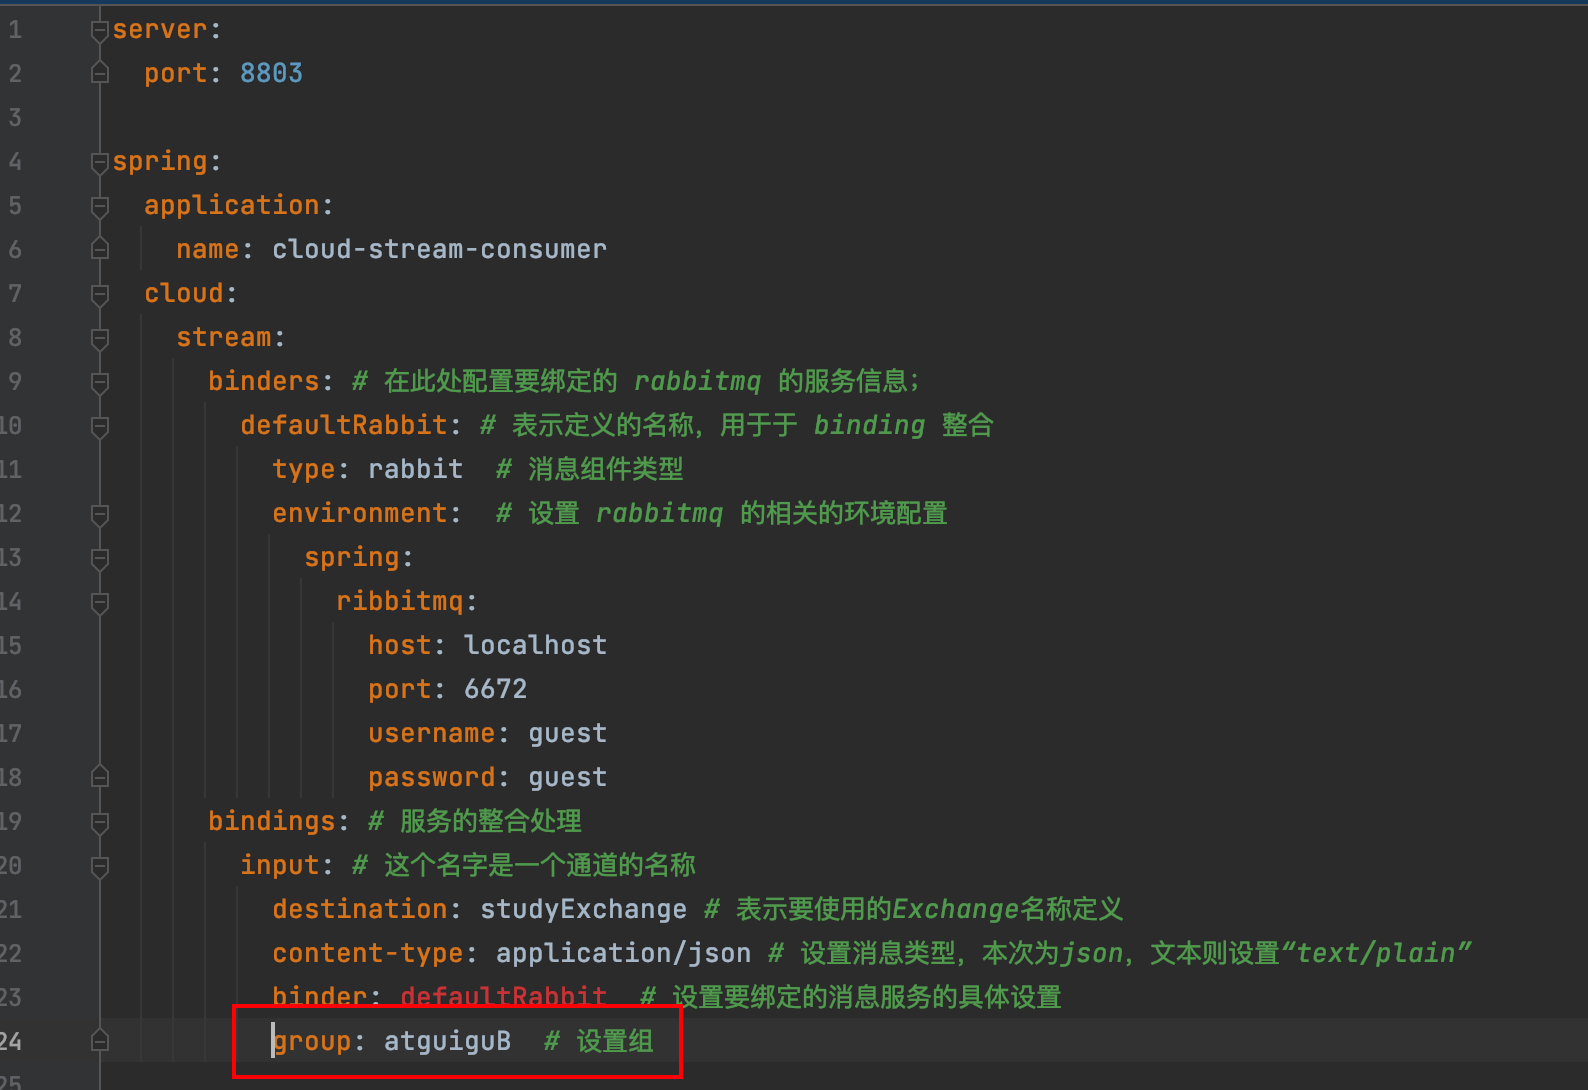 1 server:
2 port: 8803
3
4 spring:
5 application:
6 name: cloud-stream-consumer
7 cloud:
8 stream:
9 binders: # 在此处配置要绑定的 rabbitmq 的服务信息;
10 defaultRabbit: # 表示定义的名称，用于于 binding 整合
11 type: rabbit # 消息组件类型
12 environment: # 设置 rabbitmq 的相关的环境配置
13 spring:
14 ribbitmq:
15 host: localhost
16 port: 6672
17 username: guest
18 password: guest
19 bindings: # 服务的整合处理
20 input: # 这个名字是一个通道的名称
21 destination: studyExchange # 表示要使用的Exchange名称定义
22 content-type: application/json # 设置消息类型，本次为json，文本则设置“text/plain”
23 binder: defaultRabbit # 设置要绑定的消息服务的具体设置
24 group: atguiguB # 设置组
25